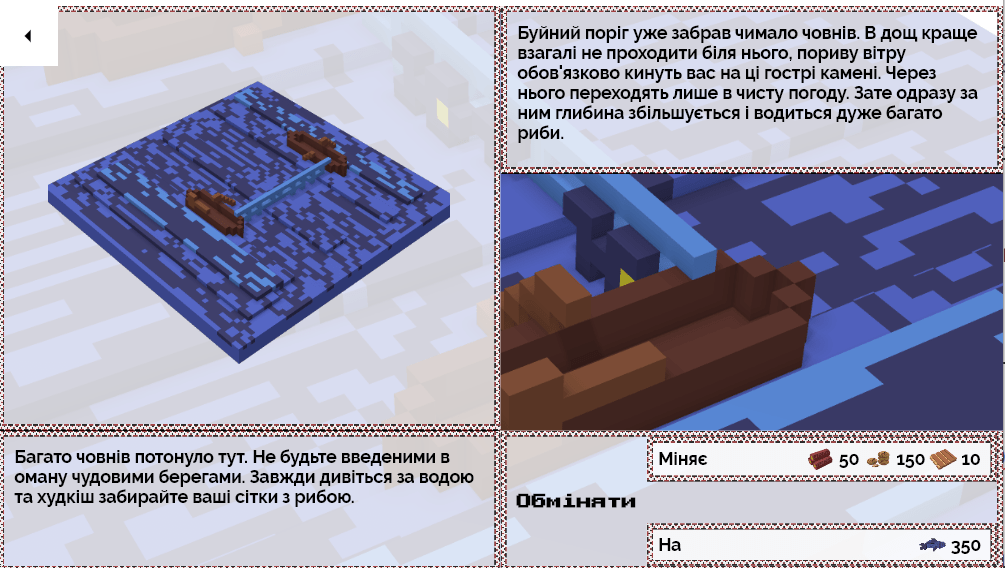 Буйний поріг уже забрав чимало човнів. В дощ краще
взагалі не проходити біля нього, пориву вітру
обов'язково кинуть вас на ці гострі камені. Через
нього переходять лише в чисту погоду. Зате одразу за
ним глибина збільшується і водиться дуже багато
риби.
Багато човнів потонуло тут. Не будьте введеними в
оману чудовими берегами. Завжди дивіться за водою
та худкіш забирайте ваші сітки з рибою.
Міняє 50 150 10
Обміняти
На 350